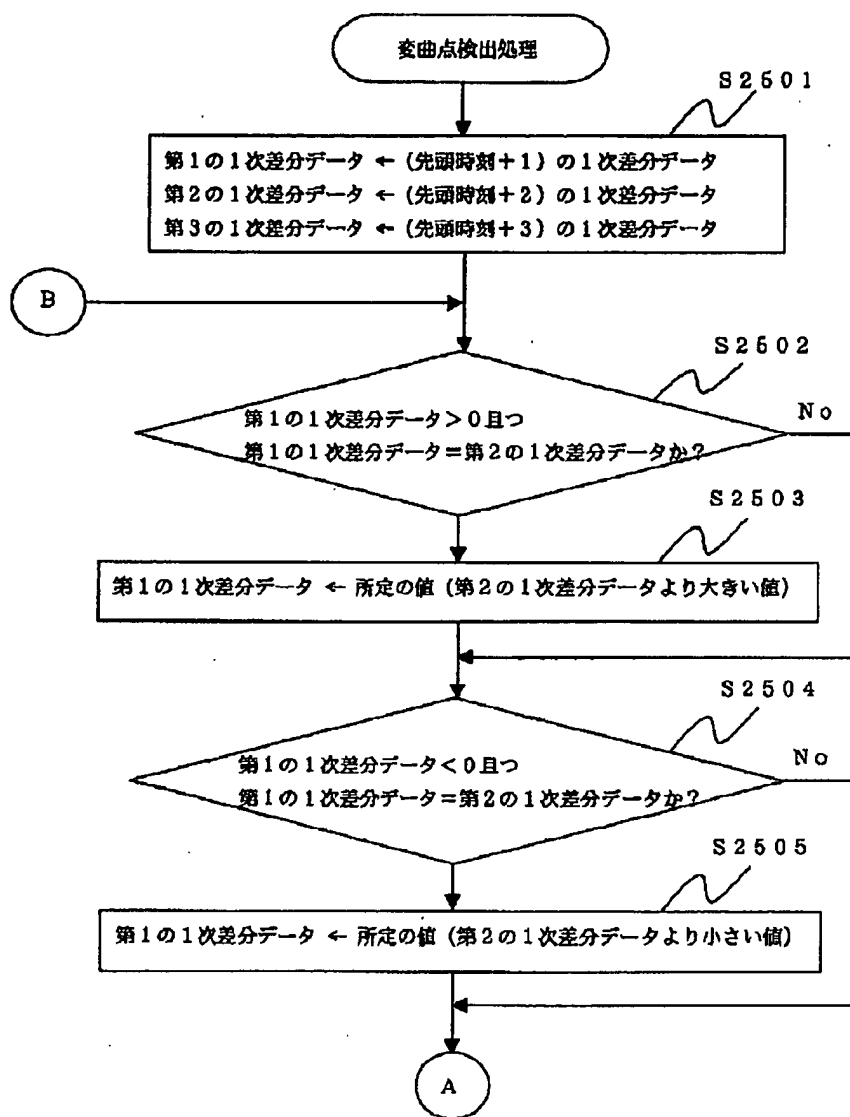 変曲点検出処理
S2501
第1の1次差分データ ← (先頭時刻+1) の1次差分データ
第2の1次差分データ ← (先頭時刻+2) の1次差分データ
第3の1次差分データ ← (先頭時刻+3) の1次差分データ
B
S2502
第1の1次差分データ>0且つ
第1の1次差分データ=第2の1次差分データか?
No
S2503
第1の1次差分データ ← 所定の値 (第2の1次差分データより大きい値)
S2504
第1の1次差分データ<0且つ
第1の1次差分データ=第2の1次差分データか?
No
S2505
第1の1次差分データ ← 所定の値 (第2の1次差分データより小さい値)
A